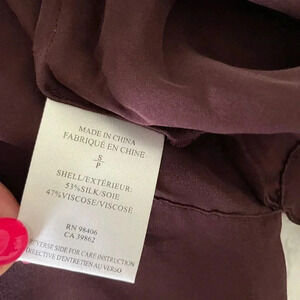 MADE IN CHINA
FABRIQUÉ EN CHINE
S
P
SHELL/EXTÉRIEUR:
53%SILK/SOIE
47%VISCOSE/VISCOSE
RN 98406
CA 39862
REVERSE SIDE FOR CARE INSTRUCTION
DIRECTIVE D'ENTRETIEN AU VERSO